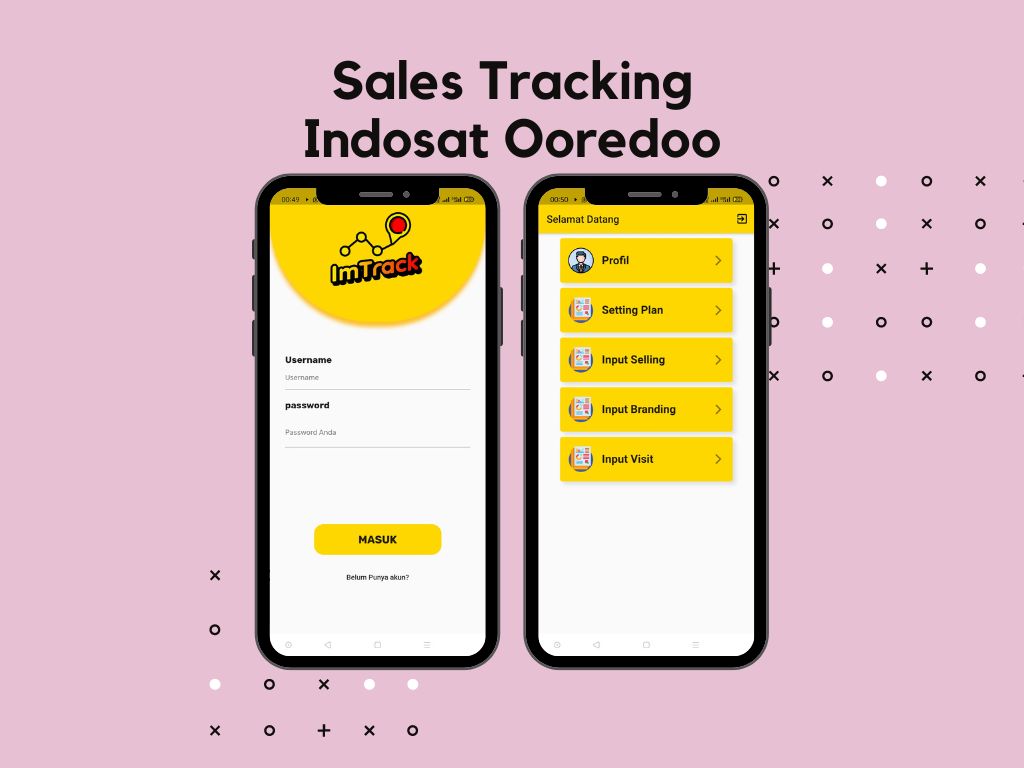 Sales Tracking
Indosat Ooredoo
00:49
ImTrack
Username
Username
password
Password Anda
MASUK
Belum Punya akun?
00:50
Selamat Datang
Profil
Setting Plan
Input Selling
Input Branding
Input Visit